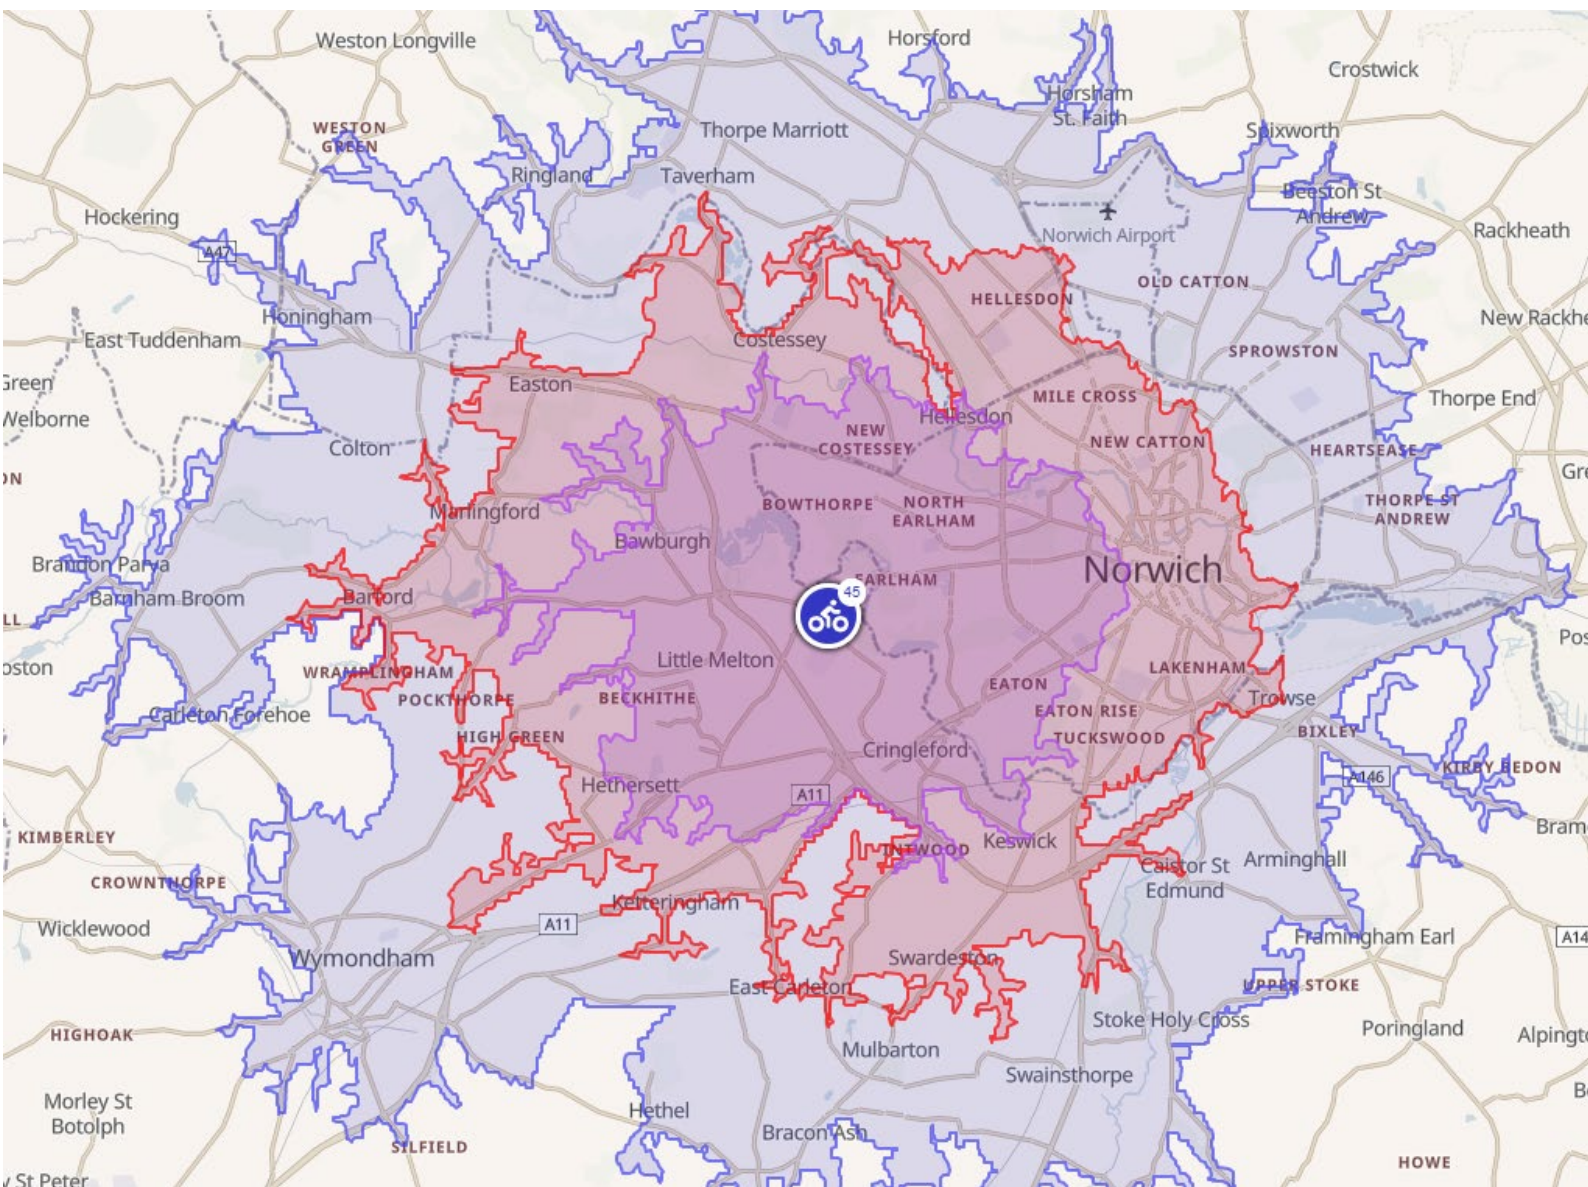 Weston Longville
Horsford
Crostwick
Horsham
St. Faith
WESTON
GREEN
Thorpe Marriott
Spixworth
Ringland
Taverham
Beeston St
Andrew
Hockering
Norwich Airport
Rackheath
A47
OLD CATTON
HELLESDON
Honingham
New Rackhe
East Tuddenham
Costessey
SPROWSTON
Green
Easton
MILE CROSS
Thorpe End
Welborne
Hellesdon
NEW
COSTESSEY
NEW CATTON
Colton
HEARTSEASE
Gre
ON
BOWTHORPE
NORTH
EARLHAM
THORPE ST
ANDREW
Marlingford
Bawburgh
Brandon Parva
Norwich
EARLHAM
45
Barnham Broom
Barford
LL
Pos
oston
WRAMPLINGHAM
Little Melton
LAKENHAM
POCKTHORPE
BECKHITHE
EATON
Trowse
Carleton Forehoe
EATON RISE
HIGH GREEN
TUCKSWOOD
BIXLEY
Cringleford
KIRBY BEDON
A146
Hethersett
A11
Bram
KIMBERLEY
INTWOOD
Keswick
Caistor St
Edmund
Arminghall
CROWNTHORPE
Ketteringham
Wicklewood
A11
Framingham Earl
A14
Wymondham
Swardeston
East Carleton
UPPER STOKE
HIGHOAK
Stoke Holy Cross
Poringland
Alpingto
Mulbarton
Swainsthorpe
Morley St
Botolph
Hethel
Bracon Ash
SILFIELD
HOWE
y St Peter